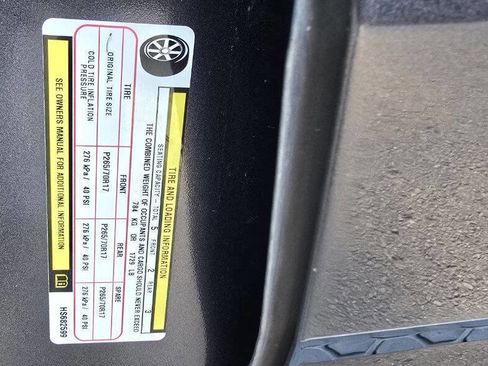 TIRE AND LOADING INFORMATION
SEATING CAPACITY - TOTAL 5 FRONT 2 REAR 3
THE COMBINED WEIGHT OF OCCUPANTS AND CARGO SHOULD NEVER EXCEED
784 KG OR 1729 LB
TIRE FRONT REAR SPARE
ORIGINAL TIRE SIZE P265/70R17 P265/70R17 P265/70R17
COLD TIRE INFLATION PRESSURE 276 kPa / 40 PSI 276 kPa / 40 PSI 276 kPa / 40 PSI
SEE OWNERS MANUAL FOR ADDITIONAL INFORMATION
HS682599